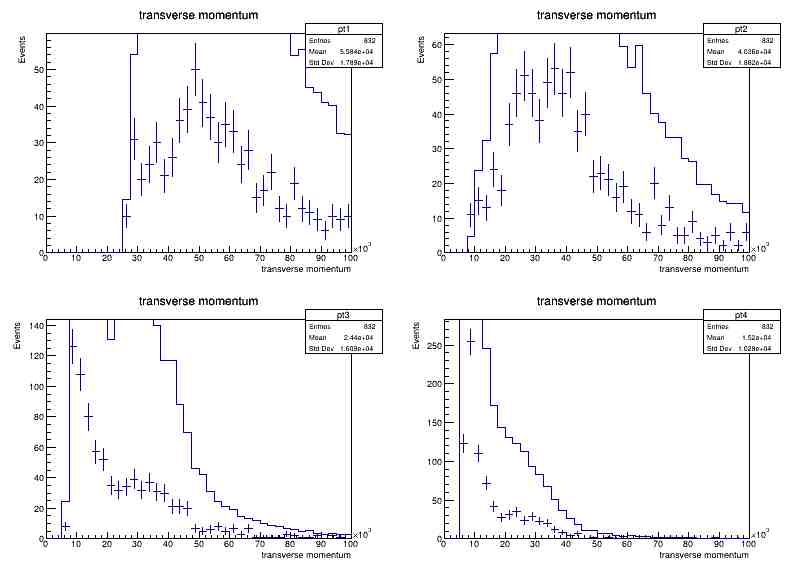 transverse momentum
pt1
Entries 832
Mean 5.584e+04
Std Dev 1.789e+04
Events
50
40
30
20
10
0
0 10 20 30 40 50 60 70 80 90 100
×10³
transverse momentum
transverse momentum
pt2
Entries 832
Mean 4.036e+04
Std Dev 1.882e+04
Events
60
50
40
30
20
10
0
0 10 20 30 40 50 60 70 80 90 100
×10³
transverse momentum
transverse momentum
pt3
Entries 832
Mean 2.44e+04
Std Dev 1.609e+04
Events
140
120
100
80
60
40
20
0
0 10 20 30 40 50 60 70 80 90 100
×10³
transverse momentum
transverse momentum
pt4
Entries 832
Mean 1.52e+04
Std Dev 1.028e+04
Events
250
200
150
100
50
0
0 10 20 30 40 50 60 70 80 90 100
×10³
transverse momentum